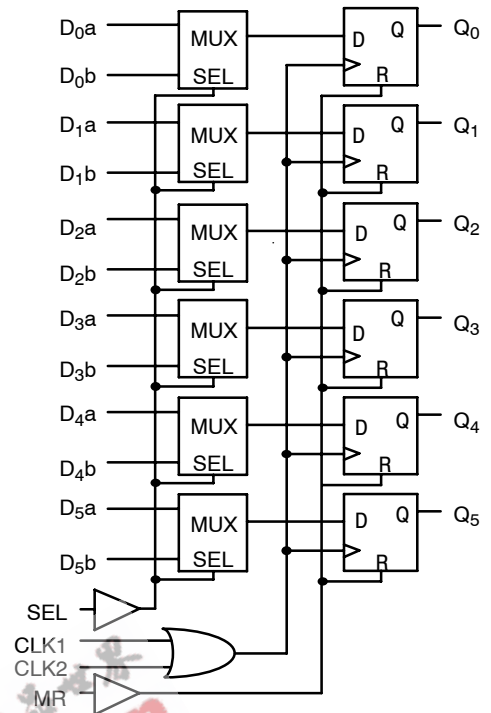 D0a MUX D Q Q0
D0b SEL R
D1a MUX D Q Q1
D1b SEL R
D2a MUX D Q Q2
D2b SEL R
D3a MUX D Q Q3
D3b SEL R
D4a MUX D Q Q4
D4b SEL R
D5a MUX D Q Q5
D5b SEL R
SEL
CLK1
CLK2
MR